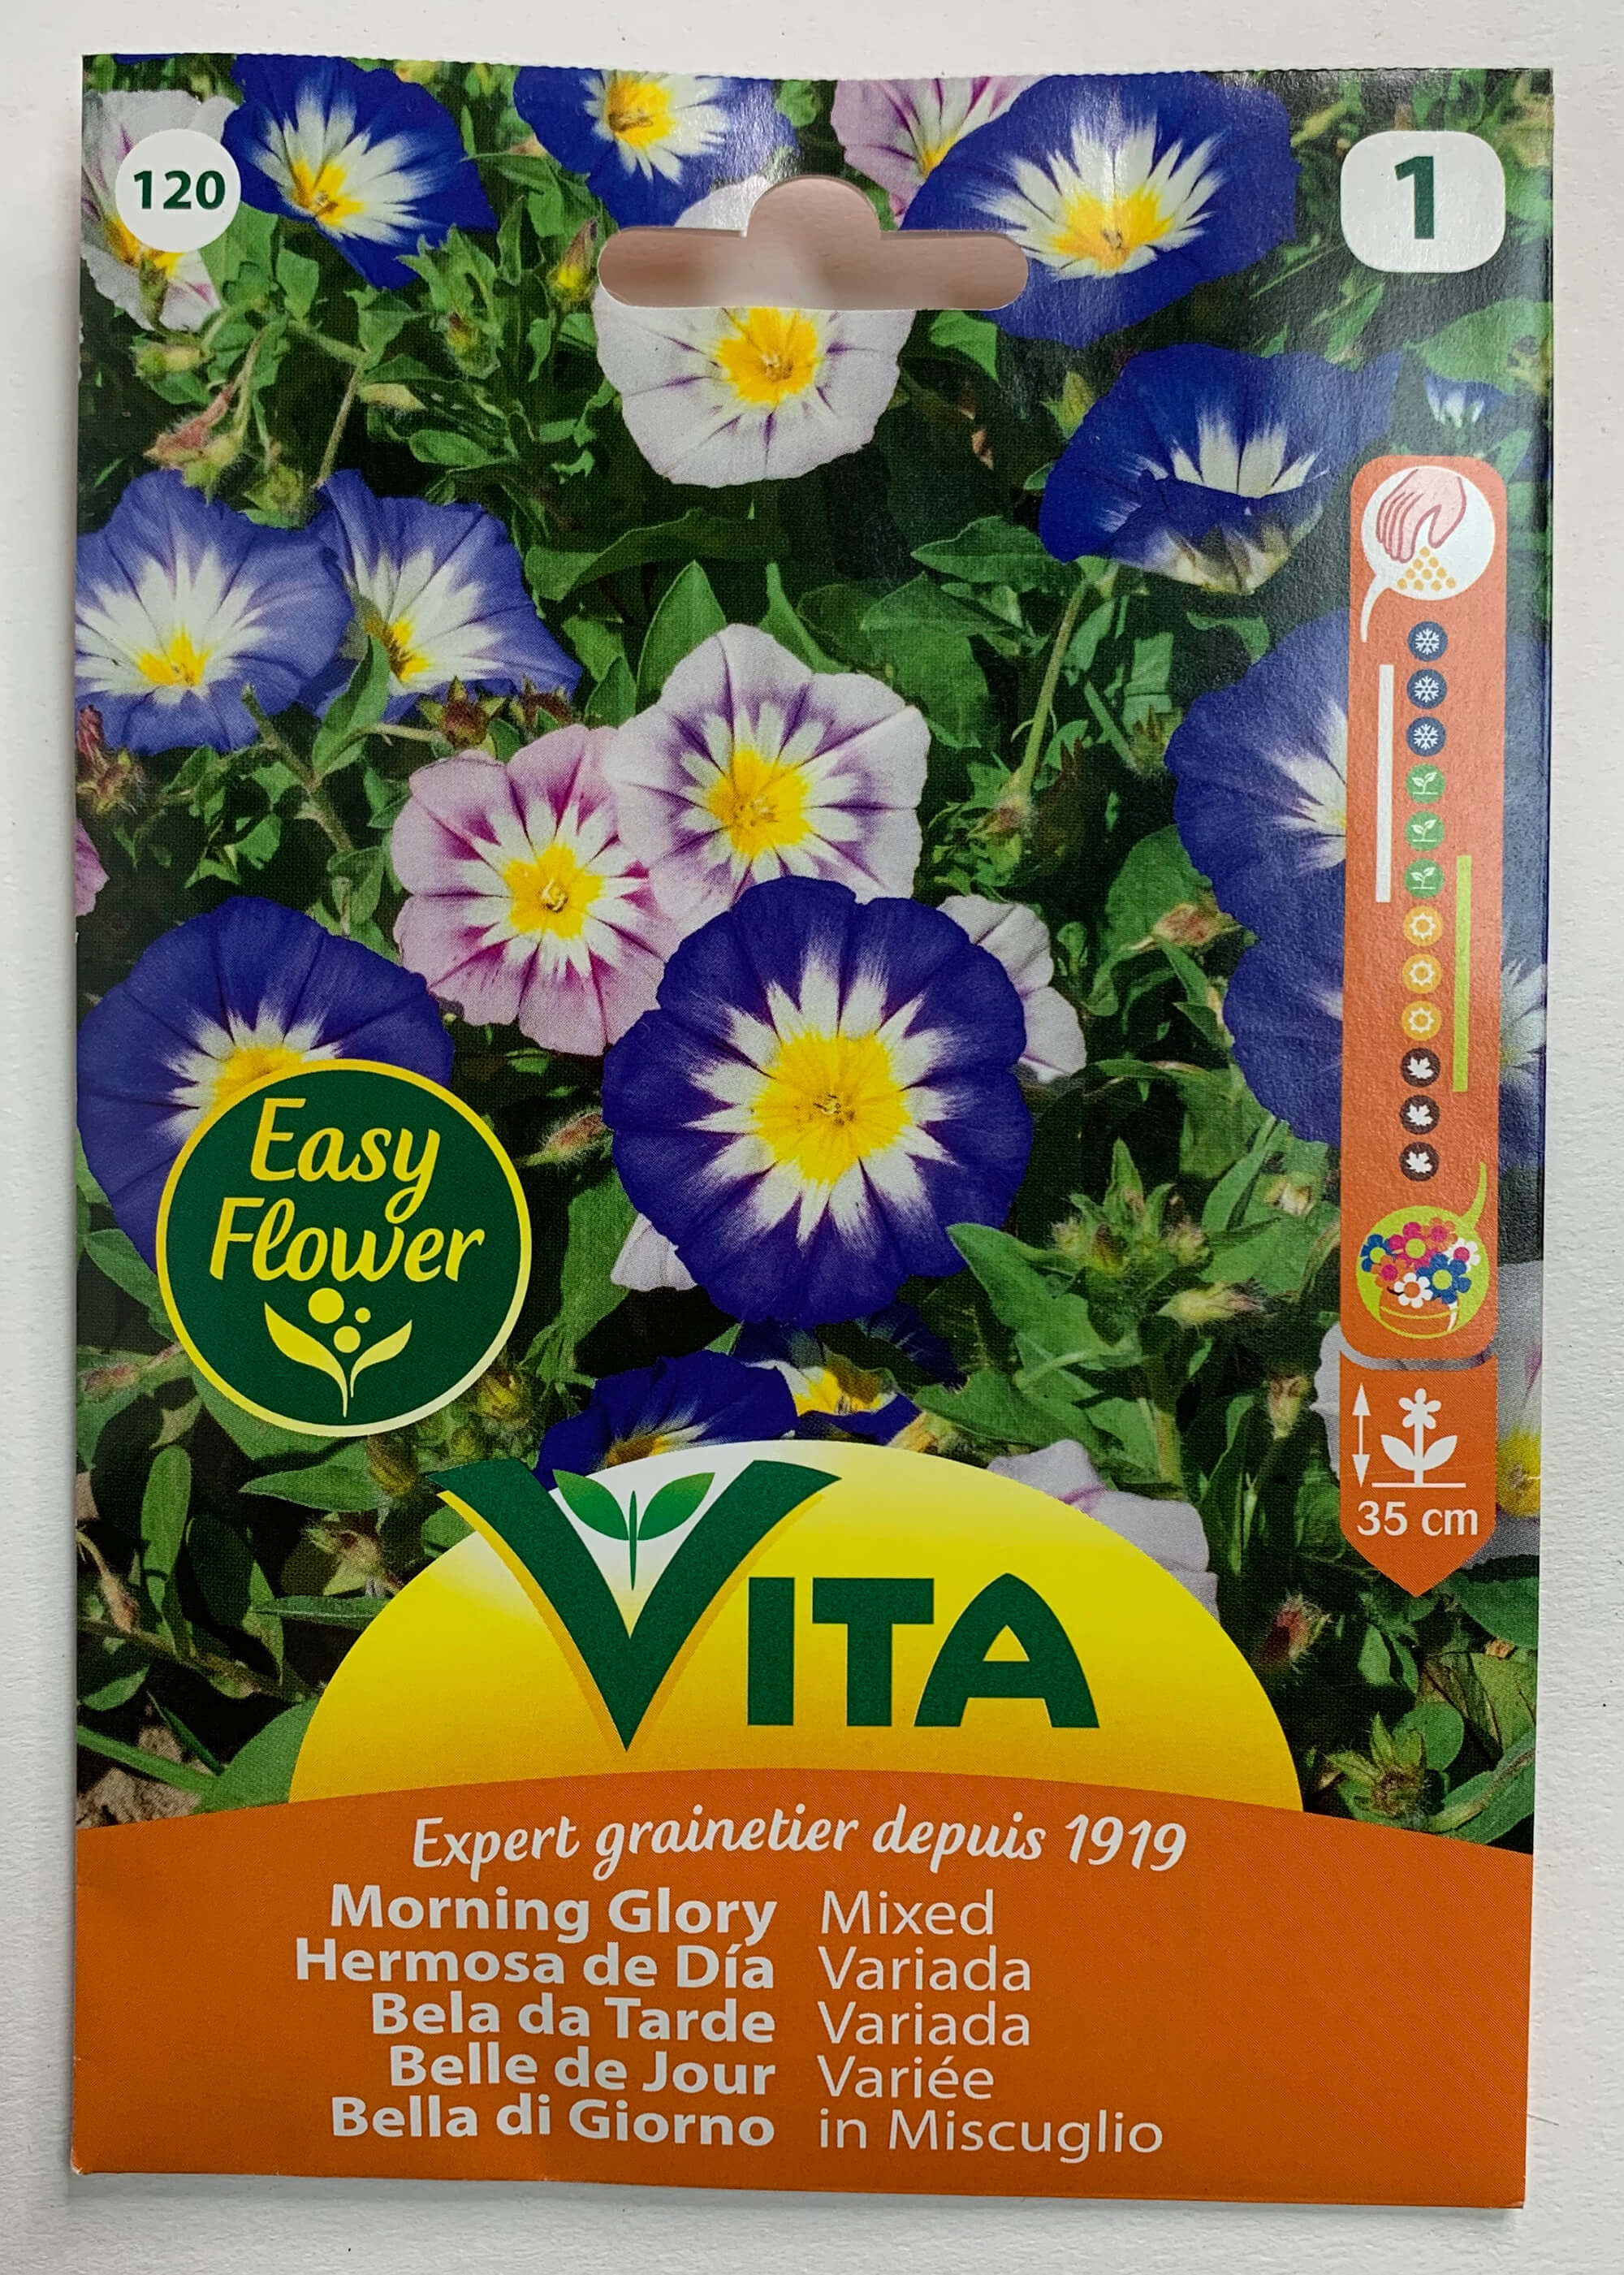 120
1
Easy
Flower
35 cm
VITA
Expert grainetier depuis 1919
Morning Glory Mixed
Hermosa de Día Variada
Bela da Tarde Variada
Belle de Jour Variée
Bella di Giorno in Miscuglio